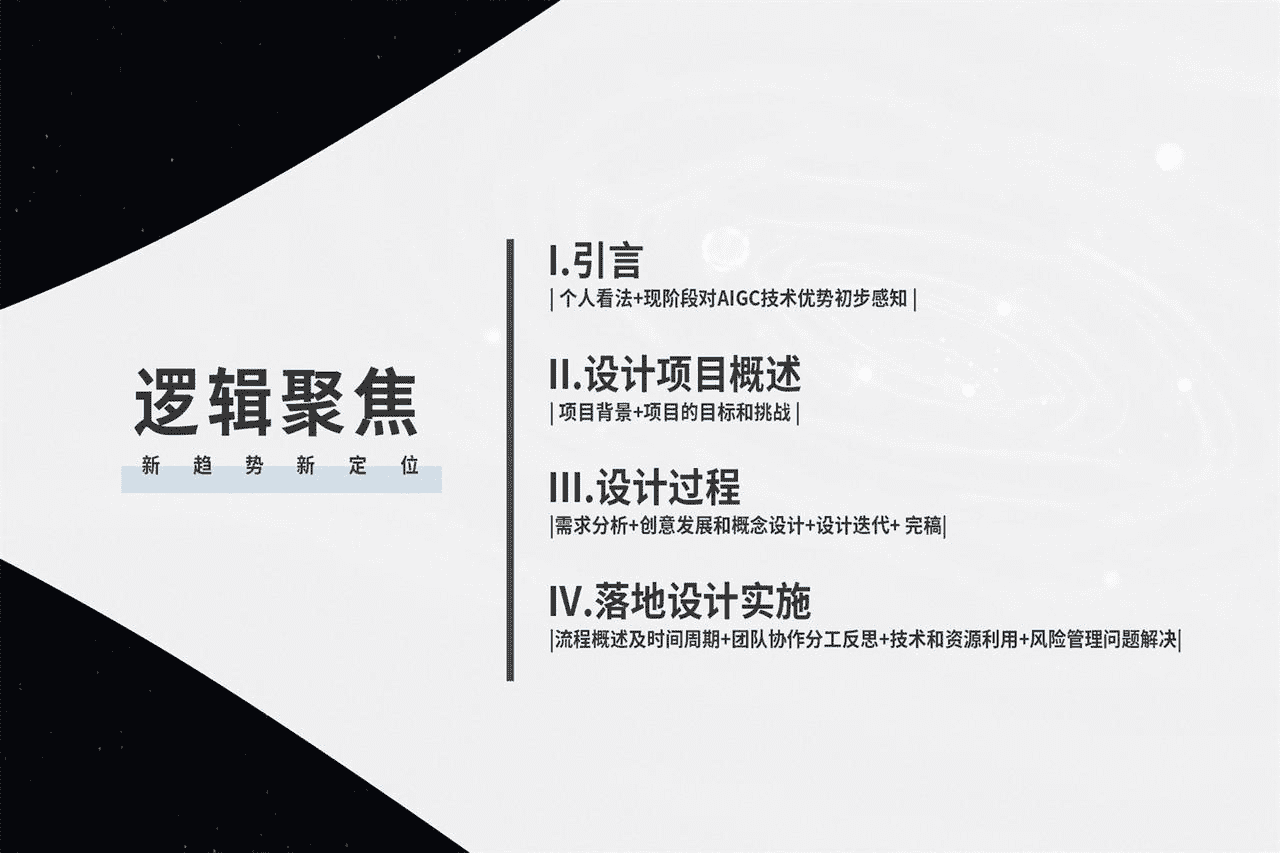 逻辑聚焦
新趋势新定位
I.引言
| 个人看法+现阶段对AIGC技术优势初步感知 |
II.设计项目概述
| 项目背景+项目的目标和挑战 |
III.设计过程
|需求分析+创意发展和概念设计+设计迭代+ 完稿|
IV.落地设计实施
|流程概述及时间周期+团队协作分工反思+技术和资源利用+风险管理问题解决|